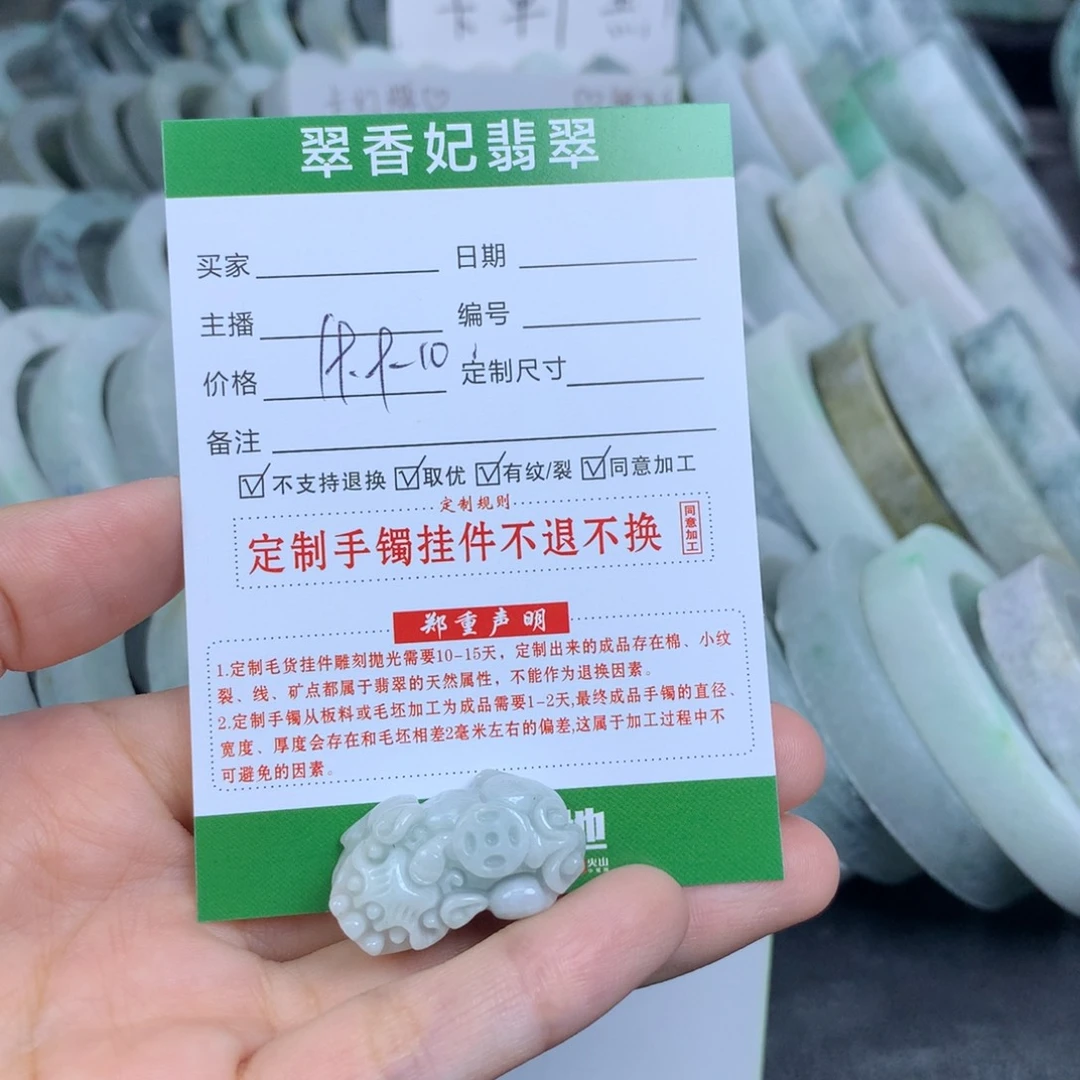 翠香妃翡翠
买家 日期
主播 编号
价格 定制尺寸
备注
不支持退换 取优 有纹/裂 同意加工
定制规则
定制手镯挂件不退不换 同意加工
郑重声明
1.定制毛货挂件雕刻抛光需要10-15天，定制出来的成品存在棉、小纹
裂、线、矿点都属于翡翠的天然属性，不能作为退换因素。
2.定制手镯从板料或毛坯加工为成品需要1-2天,最终成品手镯的直径、
宽度、厚度会存在和毛坯相差2毫米左右的偏差,这属于加工过程中不
可避免的因素。
火山